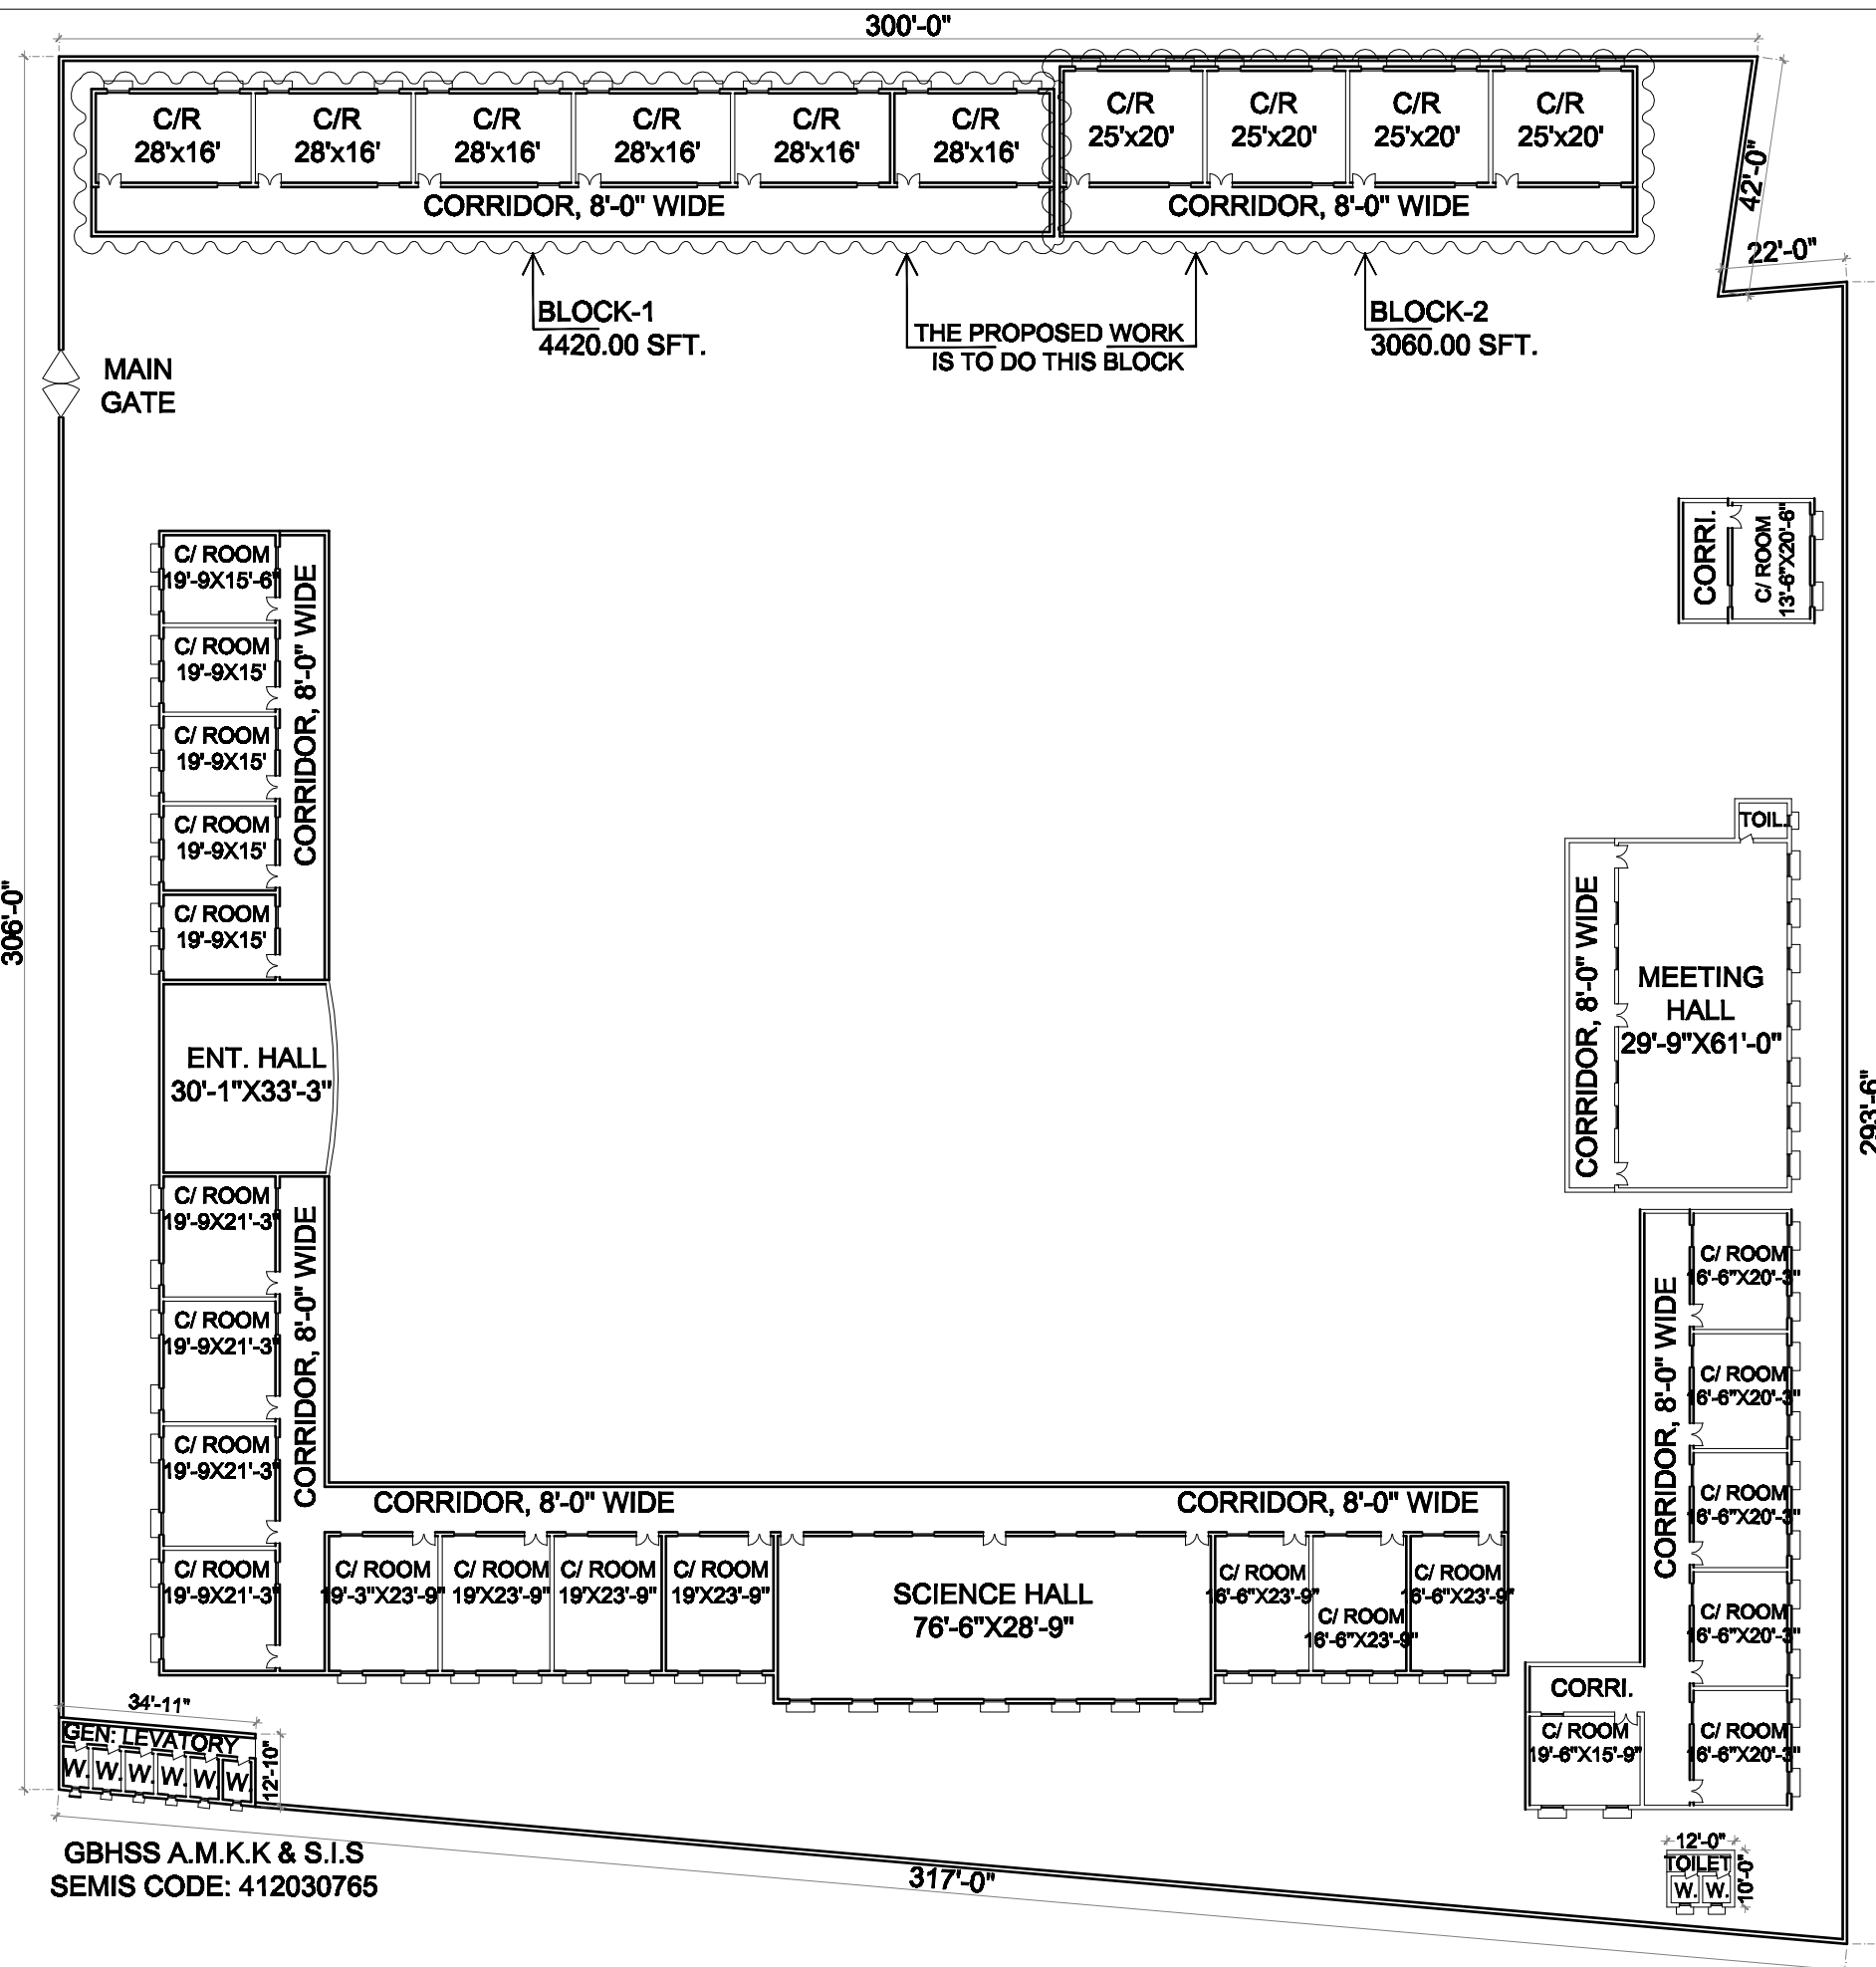 300'-0"
C/R
28'x16'
C/R
28'x16'
C/R
28'x16'
C/R
28'x16'
C/R
28'x16'
C/R
28'x16'
C/R
25'x20'
C/R
25'x20'
C/R
25'x20'
C/R
25'x20'
CORRIDOR, 8'-0" WIDE
CORRIDOR, 8'-0" WIDE
42'-0"
22'-0"
BLOCK-1
4420.00 SFT.
THE PROPOSED WORK
IS TO DO THIS BLOCK
BLOCK-2
3060.00 SFT.
MAIN
GATE
306'-0"
C/ ROOM
19'-9X15'-6"
C/ ROOM
19'-9X15'
C/ ROOM
19'-9X15'
C/ ROOM
19'-9X15'
C/ ROOM
19'-9X15'
CORRIDOR, 8'-0" WIDE
ENT. HALL
30'-1"X33'-3"
C/ ROOM
19'-9X21'-3"
C/ ROOM
19'-9X21'-3"
C/ ROOM
19'-9X21'-3"
C/ ROOM
19'-9X21'-3"
CORRIDOR, 8'-0" WIDE
CORRI.
C/ ROOM
13'-6"X20'-6"
TOIL.
CORRIDOR, 8'-0" WIDE
MEETING
HALL
29'-9"X61'-0"
293'-6"
CORRIDOR, 8'-0" WIDE
C/ ROOM
16'-6"X20'-3"
C/ ROOM
16'-6"X20'-3"
C/ ROOM
16'-6"X20'-3"
C/ ROOM
16'-6"X20'-3"
C/ ROOM
16'-6"X20'-3"
CORRI.
C/ ROOM
19'-6"X15'-9"
CORRIDOR, 8'-0" WIDE
CORRIDOR, 8'-0" WIDE
C/ ROOM
19'-3"X23'-9"
C/ ROOM
19'X23'-9"
C/ ROOM
19'X23'-9"
C/ ROOM
19'X23'-9"
SCIENCE HALL
76'-6"X28'-9"
C/ ROOM
16'-6"X23'-9"
C/ ROOM
16'-6"X23'-9"
C/ ROOM
16'-6"X23'-9"
34'-11"
GEN: LEVATORY
W.
W.
W.
W.
W.
W.
12'-10"
317'-0"
12'-0"
TOILET
W.
W.
10'-0"
GBHSS A.M.K.K & S.I.S
SEMIS CODE: 412030765